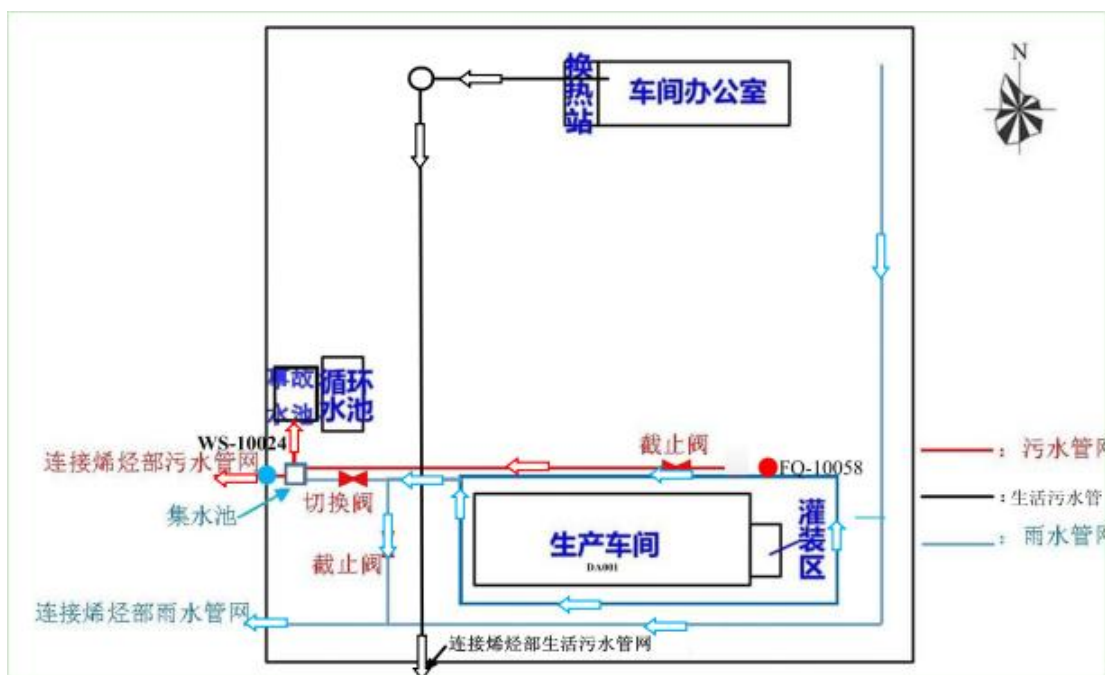 N
换热站
车间办公室
事故
水池
循环
水池
WS-10024
连接烯烃部污水管网
集水池
切换阀
截止阀
截止阀
FQ-10058
生产车间
DA001
灌装区
连接烯烃部雨水管网
连接烯烃部生活污水管网
：污水管网
：生活污水管
：雨水管网